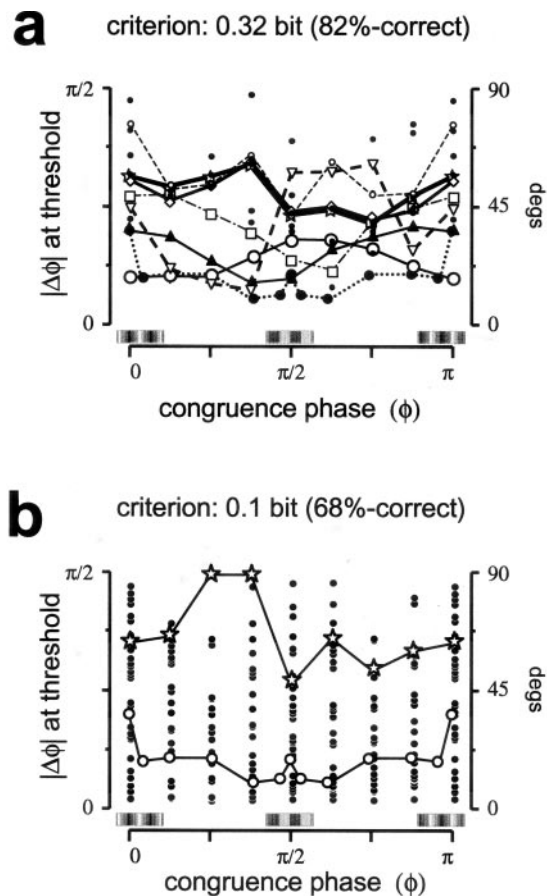 a
criterion: 0.32 bit (82%-correct)
π/2
90
|Δϕ| at threshold
45
degs
0
0
0
π/2
π
congruence phase (ϕ)
b
criterion: 0.1 bit (68%-correct)
π/2
90
|Δϕ| at threshold
45
degs
0
0
0
π/2
π
congruence phase (ϕ)